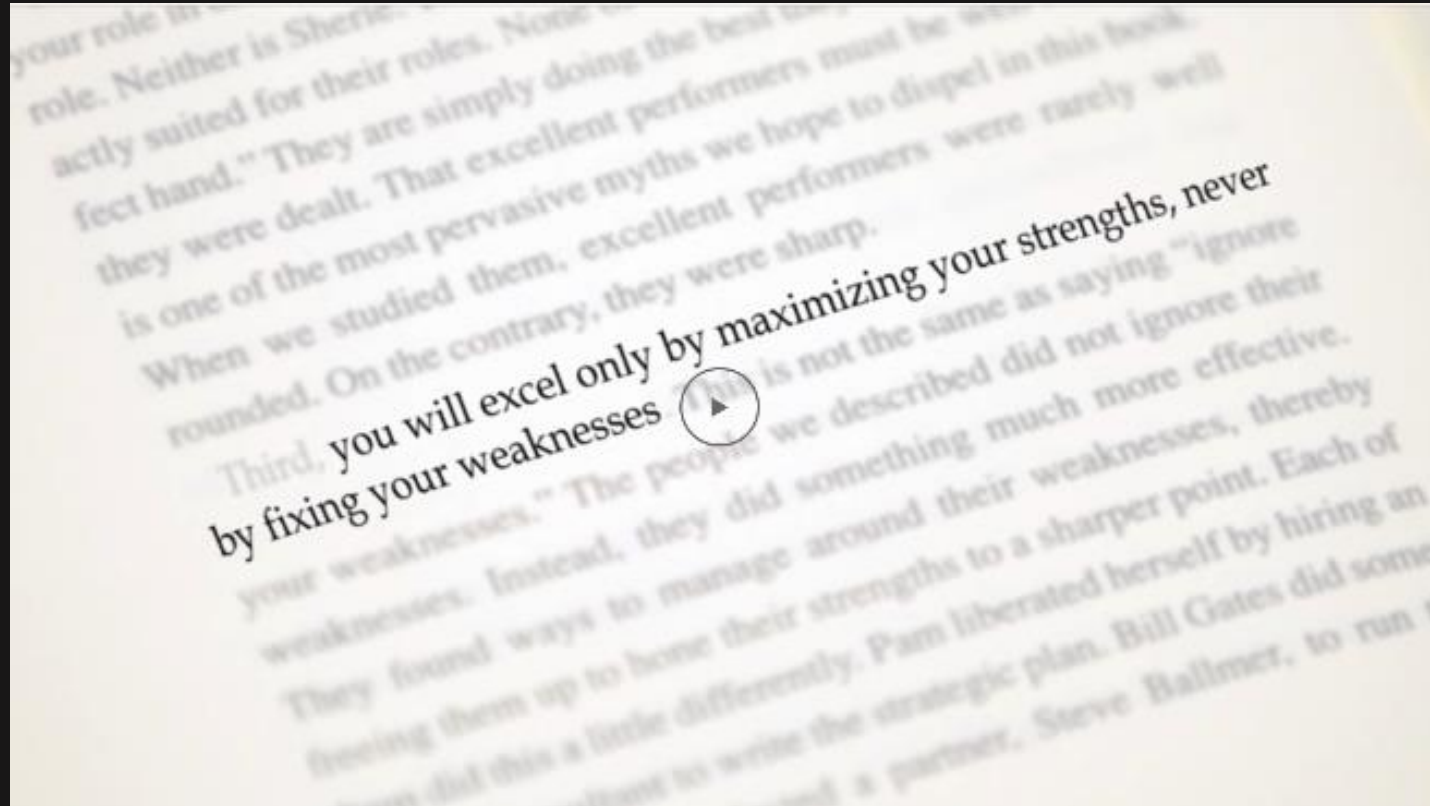 your role in
role. Neither is Sherie.
actly suited for their roles. None
fect hand." They are simply doing the best
they were dealt. That excellent performers must be
is one of the most pervasive myths we hope to dispel in this book.
When we studied them, excellent performers were rarely well
rounded. On the contrary, they were sharp.
Third, you will excel only by maximizing your strengths, never
by fixing your weaknesses This is not the same as saying "ignore
your weaknesses." The people we described did not ignore their
weaknesses. Instead, they did something much more effective.
They found ways to manage around their weaknesses, thereby
freeing them up to hone their strengths to a sharper point. Each of
did this a little differently. Pam liberated herself by hiring an
to write the strategic plan. Bill Gates did some
a partner, Steve Ballmer, to run